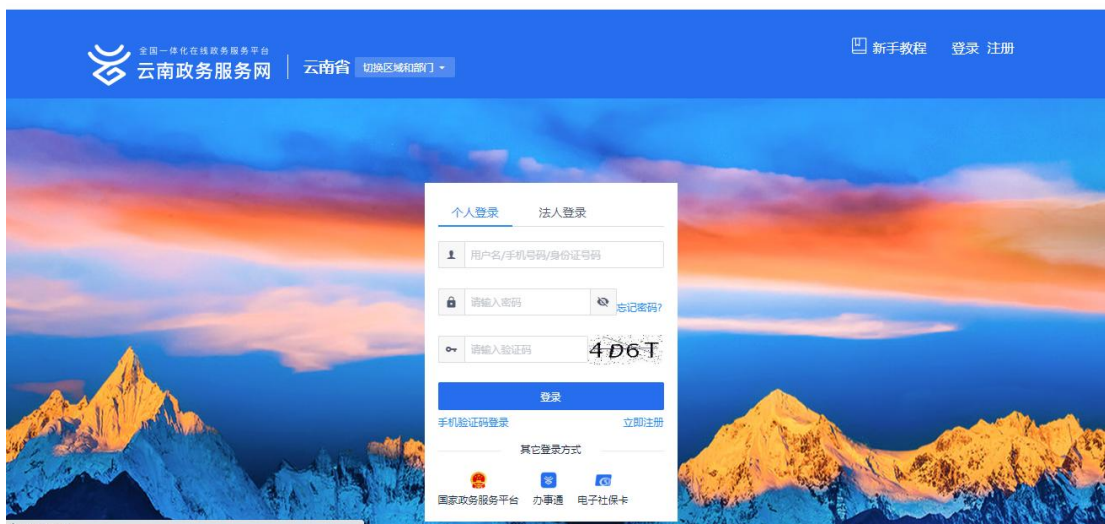 全国一体化在线政务服务平台
云南政务服务网
云南省 切换区域和部门
新手教程 登录 注册
个人登录 法人登录
用户名/手机号码/身份证号码
请输入密码
忘记密码?
请输入验证码
4D6T
登录
手机验证码登录 立即注册
其它登录方式
国家政务服务平台 办事通 电子社保卡